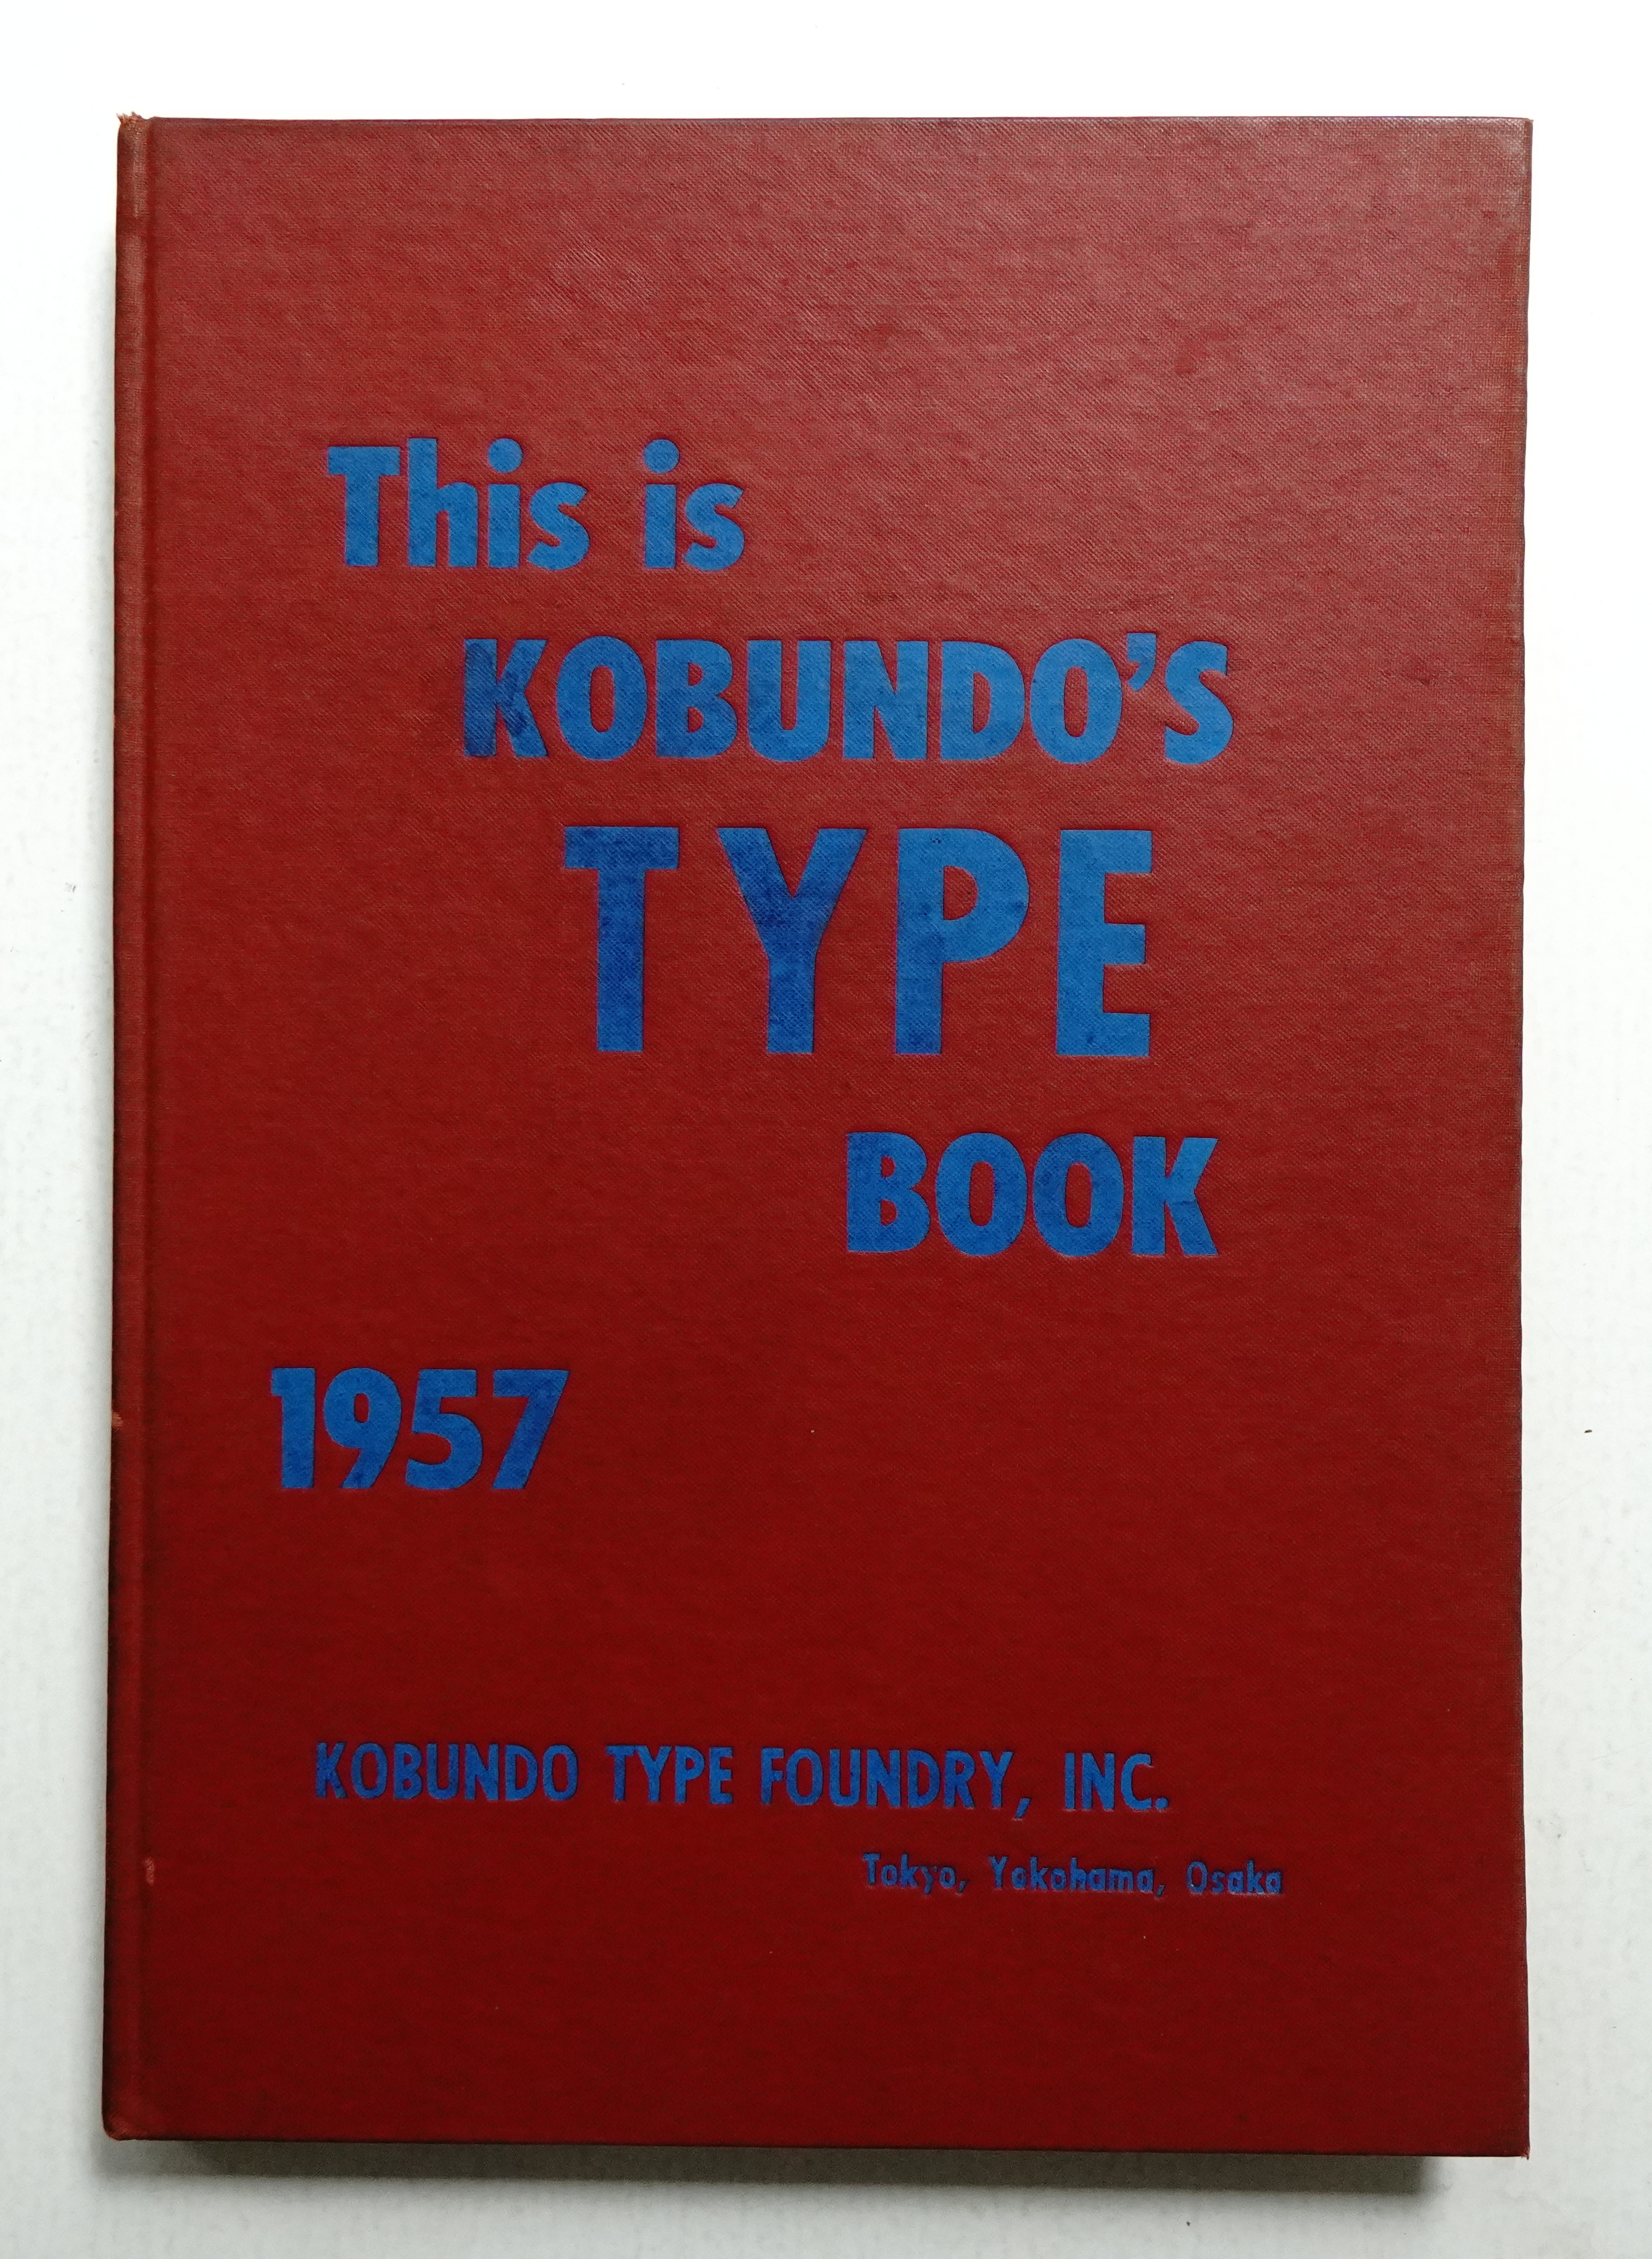 This is
KOBUNDO'S
TYPE
BOOK
1957
KOBUNDO TYPE FOUNDRY, INC.
Tokyo, Yokohama, Osaka